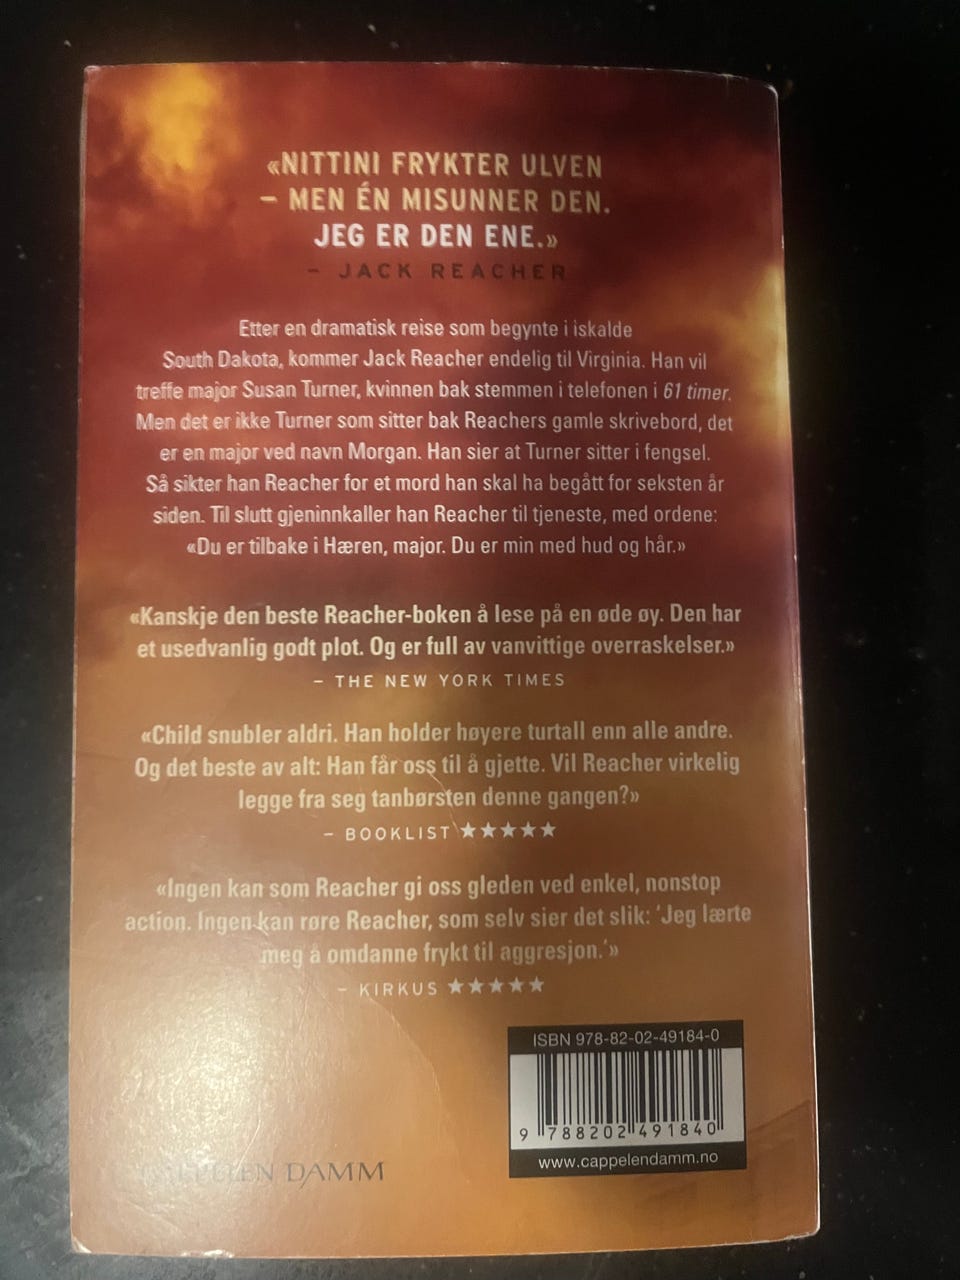 «NITTINI FRYKTER ULVEN
– MEN ÉN MISUNNER DEN.
JEG ER DEN ENE.»
– JACK REACHER
Etter en dramatisk reise som begynte i iskalde
South Dakota, kommer Jack Reacher endelig til Virginia. Han vil
treffe major Susan Turner, kvinnen bak stemmen i telefonen i 61 timer.
Men det er ikke Turner som sitter bak Reachers gamle skrivebord, det
er en major ved navn Morgan. Han sier at Turner sitter i fengsel.
Så sikter han Reacher for et mord han skal ha begått for seksten år
siden. Til slutt gjeninnkaller han Reacher til tjeneste, med ordene:
«Du er tilbake i Hæren, major. Du er min med hud og hår.»
«Kanskje den beste Reacher-boken å lese på en øde øy. Den har
et usedvanlig godt plot. Og er full av vanvittige overraskelser.»
– THE NEW YORK TIMES
«Child snubler aldri. Han holder høyere turtall enn alle andre.
Og det beste av alt: Han får oss til å gjette. Vil Reacher virkelig
legge fra seg tanbørsten denne gangen?»
– BOOKLIST ★★★★★
«Ingen kan som Reacher gi oss gleden ved enkel, nonstop
action. Ingen kan røre Reacher, som selv sier det slik: 'Jeg lærte
meg å omdanne frykt til aggresjon.'»
– KIRKUS ★★★★★
ISBN 978-82-02-49184-0
9 788202 491840
www.cappelendamm.no
CAPPELEN DAMM